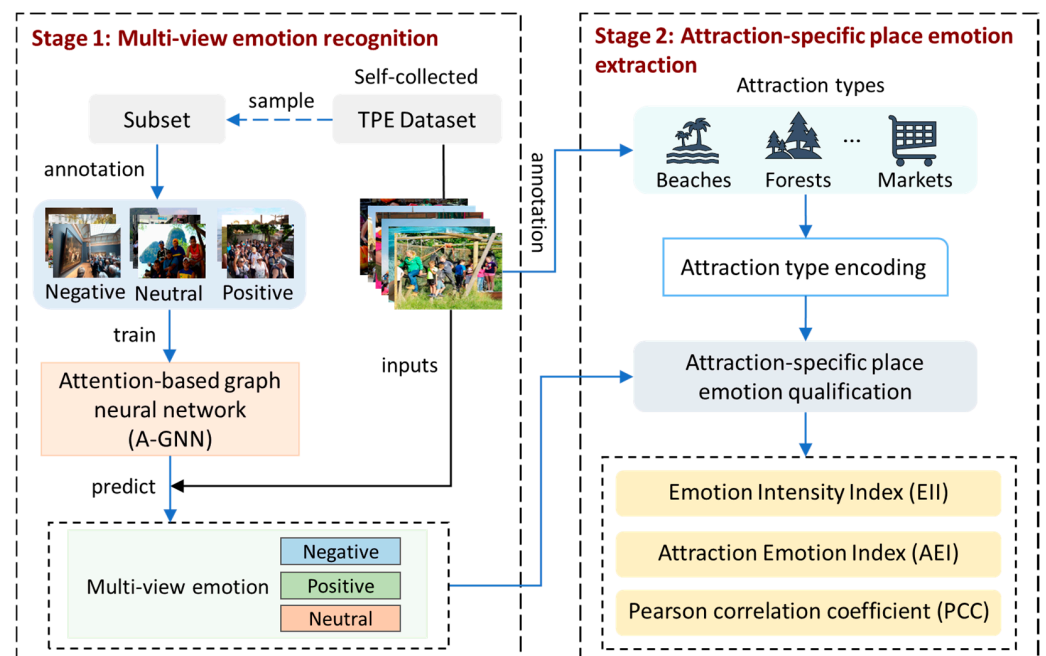 Stage 1: Multi-view emotion recognition
Self-collected
sample
Subset
TPE Dataset
annotation
Negative
Neutral
Positive
train
inputs
Attention-based graph
neural network
(A-GNN)
predict
Multi-view emotion
Negative
Positive
Neutral
annotation
Stage 2: Attraction-specific place emotion
extraction
Attraction types
...
Beaches
Forests
Markets
Attraction type encoding
Attraction-specific place
emotion qualification
Emotion Intensity Index (EII)
Attraction Emotion Index (AEI)
Pearson correlation coefficient (PCC)